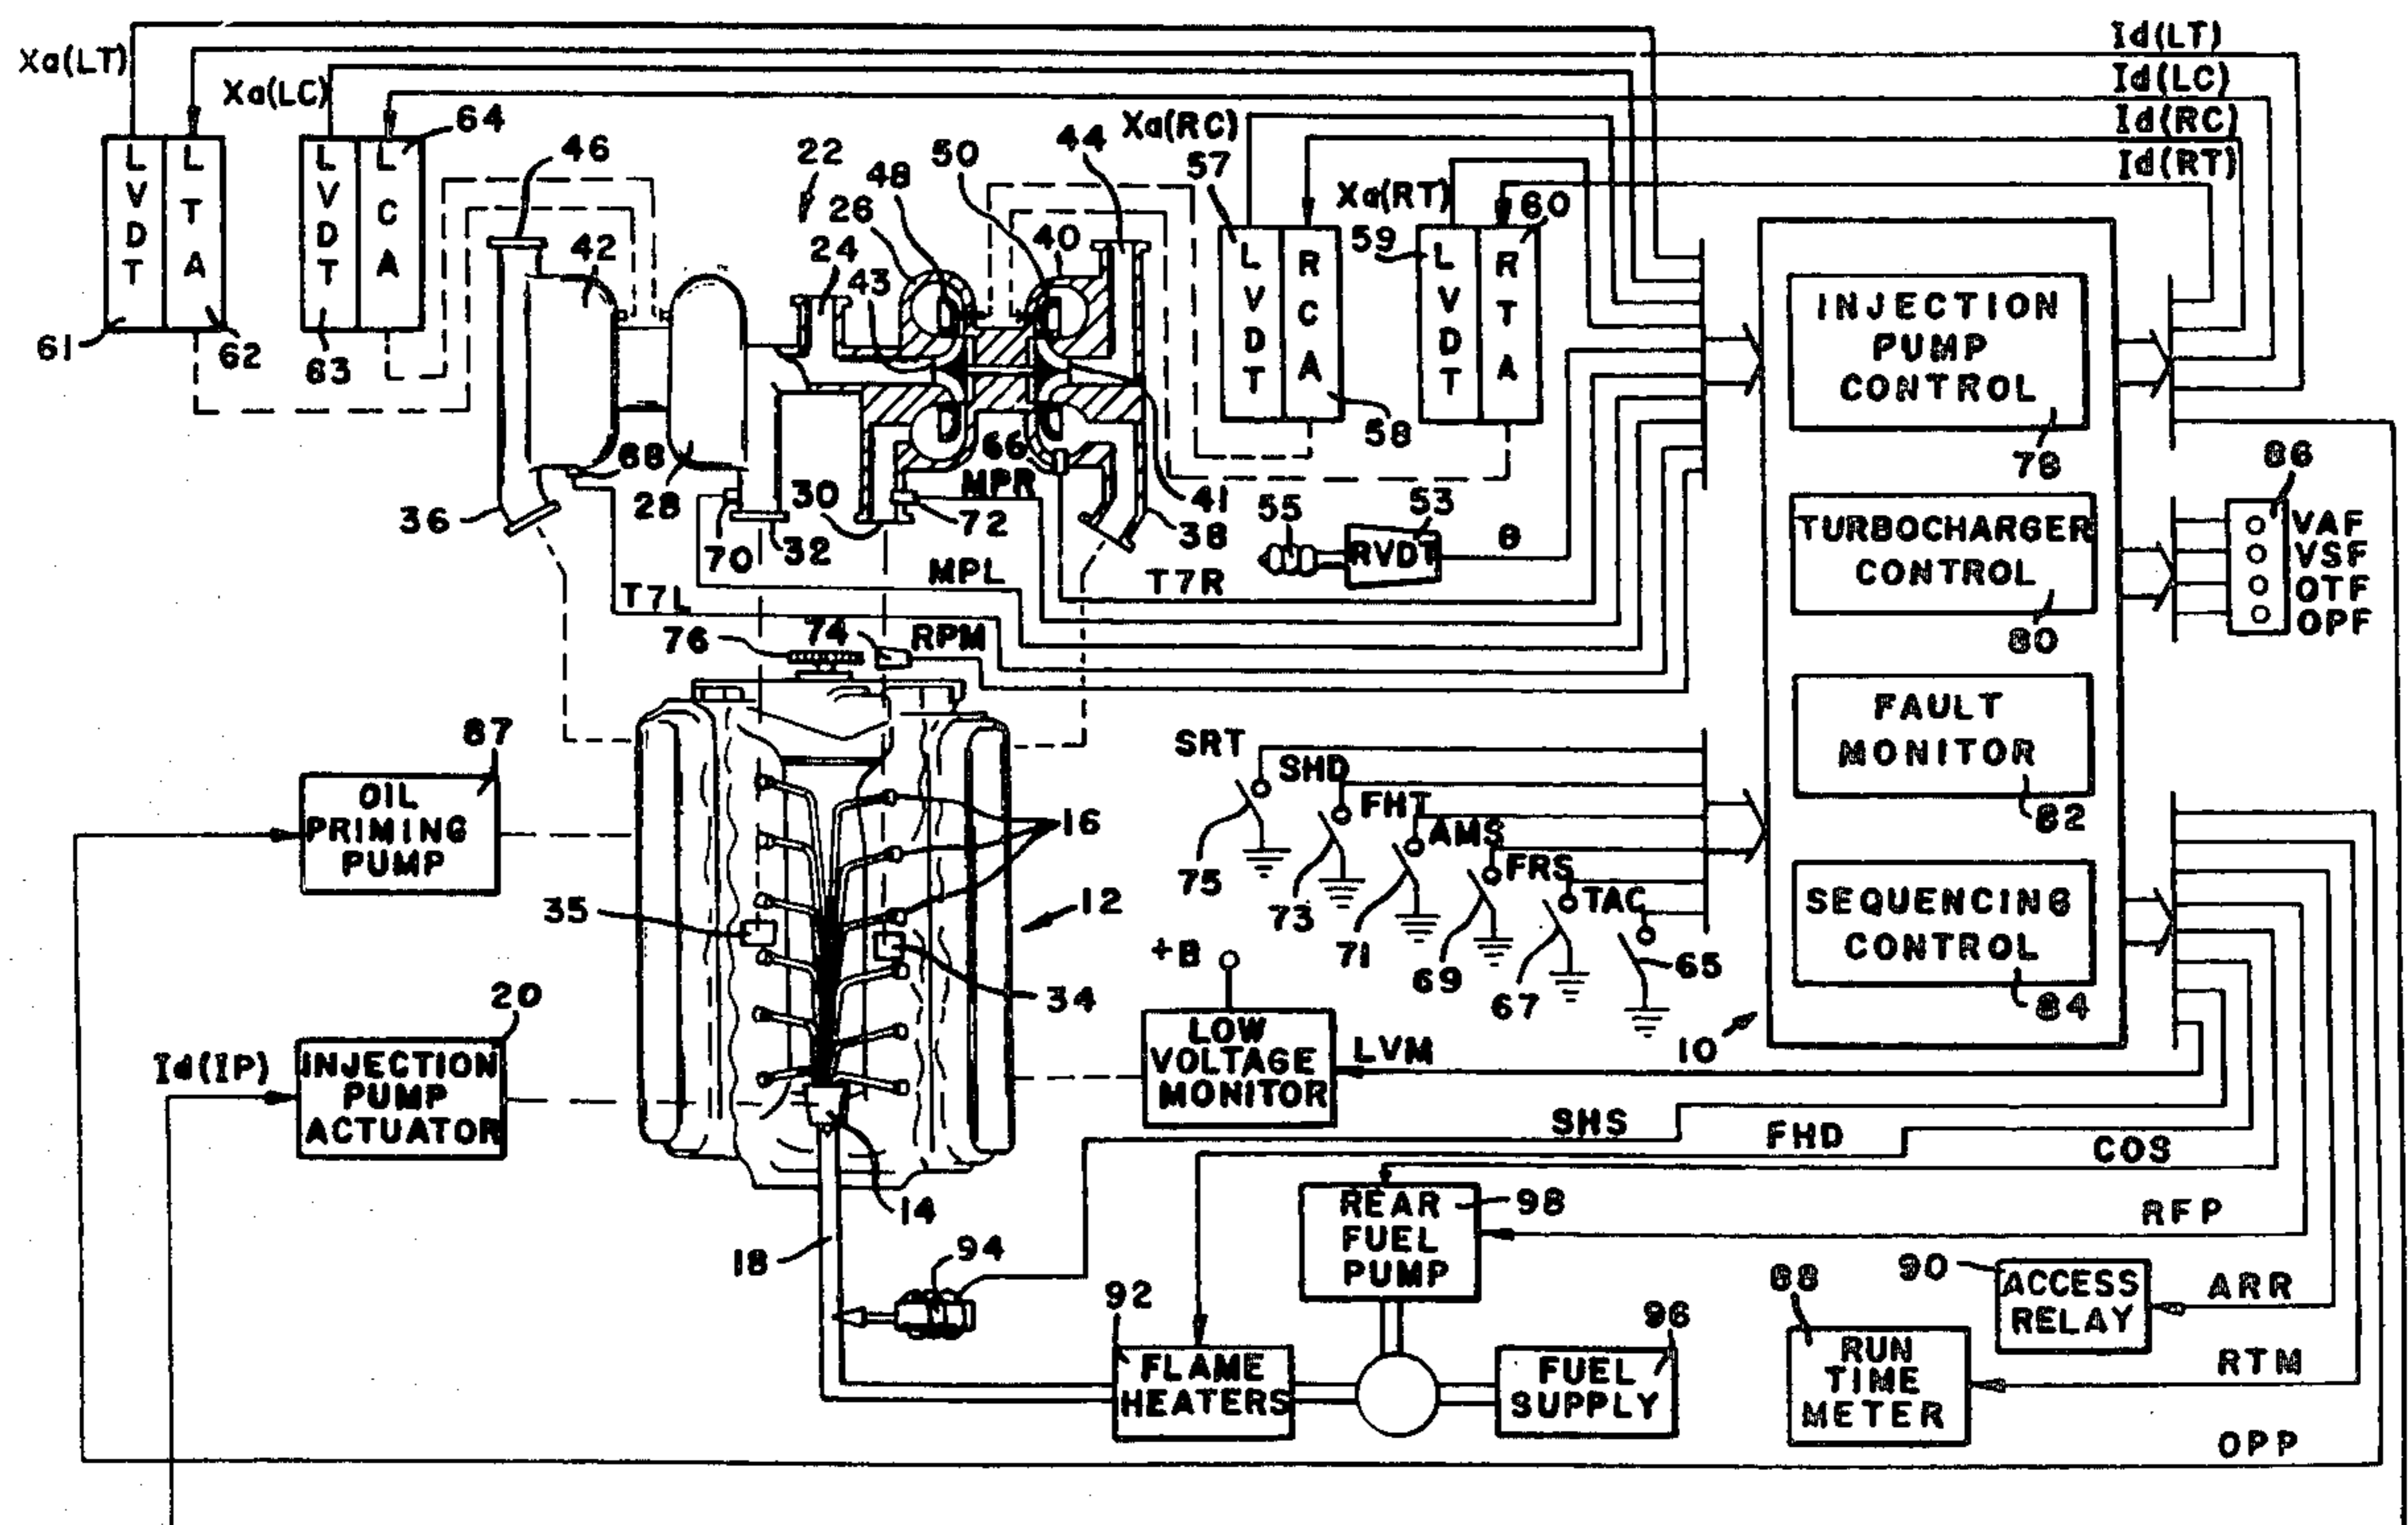 Xa(LT)
Id(LT)
Xa(LC)
Id(LC)
64
Xa(RC)
Id(RC)
Id(RT)
46
22
50
44
57
48
Xa(RT)
60
LVDT
LTA
LVDT
LCA
26
40
59
42
24
43
LVDT
RCA
LVDT
RTA
61
62
63
58
INJECTION
PUMP
CONTROL
78
68
66
86
36
28
30
MPR
72
41
38
55
53
70
32
RVDT
θ
VAF
VSF
OTF
OPF
TURBOCHARGER
CONTROL
80
MPL
T7R
T7L
76
74
RPM
FAULT
MONITOR
82
87
OIL
PRIMING
PUMP
SRT
SHD
FHT
AMS
FRS
TAC
16
75
73
71
69
67
65
35
12
34
SEQUENCING
CONTROL
84
10
+B
20
Id(IP)
INJECTION
PUMP
ACTUATOR
LOW
VOLTAGE
MONITOR
LVM
SHS
FHD
COS
14
18
94
REAR
FUEL
PUMP
98
RFP
92
FLAME
HEATERS
96
FUEL
SUPPLY
90
ACCESS
RELAY
ARR
88
RUN
TIME
METER
RTM
OPP